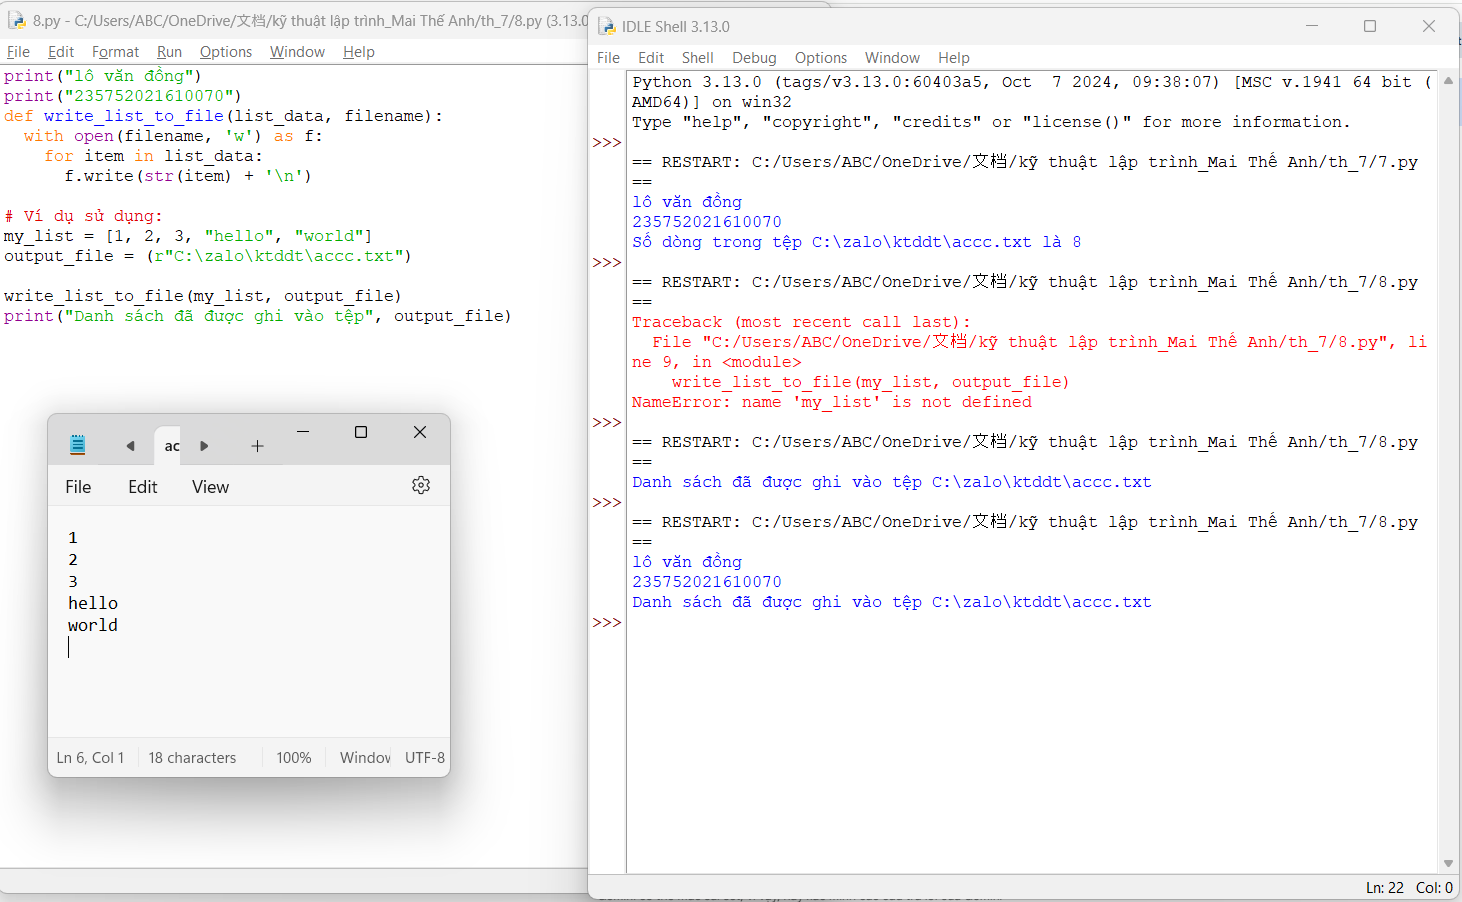 8.py - C:/Users/ABC/OneDrive/文档/kỹ thuật lập trình_Mai Thế Anh/th_7/8.py (3.13.0
File Edit Format Run Options Window Help
print("lô văn đồng")
print("235752021610070")
def write_list_to_file(list_data, filename):
  with open(filename, 'w') as f:
    for item in list_data:
      f.write(str(item) + '\n')
# Ví dụ sử dụng:
my_list = [1, 2, 3, "hello", "world"]
output_file = (r"C:\zalo\ktddt\accc.txt")
write_list_to_file(my_list, output_file)
print("Danh sách đã được ghi vào tệp", output_file)
ac
File Edit View
1
2
3
hello
world
Ln 6, Col 1 18 characters 100% Window UTF-8
IDLE Shell 3.13.0
File Edit Shell Debug Options Window Help
Python 3.13.0 (tags/v3.13.0:60403a5, Oct  7 2024, 09:38:07) [MSC v.1941 64 bit (
AMD64)] on win32
Type "help", "copyright", "credits" or "license()" for more information.
>>>
== RESTART: C:/Users/ABC/OneDrive/文档/kỹ thuật lập trình_Mai Thế Anh/th_7/7.py
==
lô văn đồng
235752021610070
Số dòng trong tệp C:\zalo\ktddt\accc.txt là 8
>>>
== RESTART: C:/Users/ABC/OneDrive/文档/kỹ thuật lập trình_Mai Thế Anh/th_7/8.py
==
Traceback (most recent call last):
  File "C:/Users/ABC/OneDrive/文档/kỹ thuật lập trình_Mai Thế Anh/th_7/8.py", li
ne 9, in <module>
    write_list_to_file(my_list, output_file)
NameError: name 'my_list' is not defined
>>>
== RESTART: C:/Users/ABC/OneDrive/文档/kỹ thuật lập trình_Mai Thế Anh/th_7/8.py
==
Danh sách đã được ghi vào tệp C:\zalo\ktddt\accc.txt
>>>
== RESTART: C:/Users/ABC/OneDrive/文档/kỹ thuật lập trình_Mai Thế Anh/th_7/8.py
==
lô văn đồng
235752021610070
Danh sách đã được ghi vào tệp C:\zalo\ktddt\accc.txt
>>>
Ln: 22 Col: 0